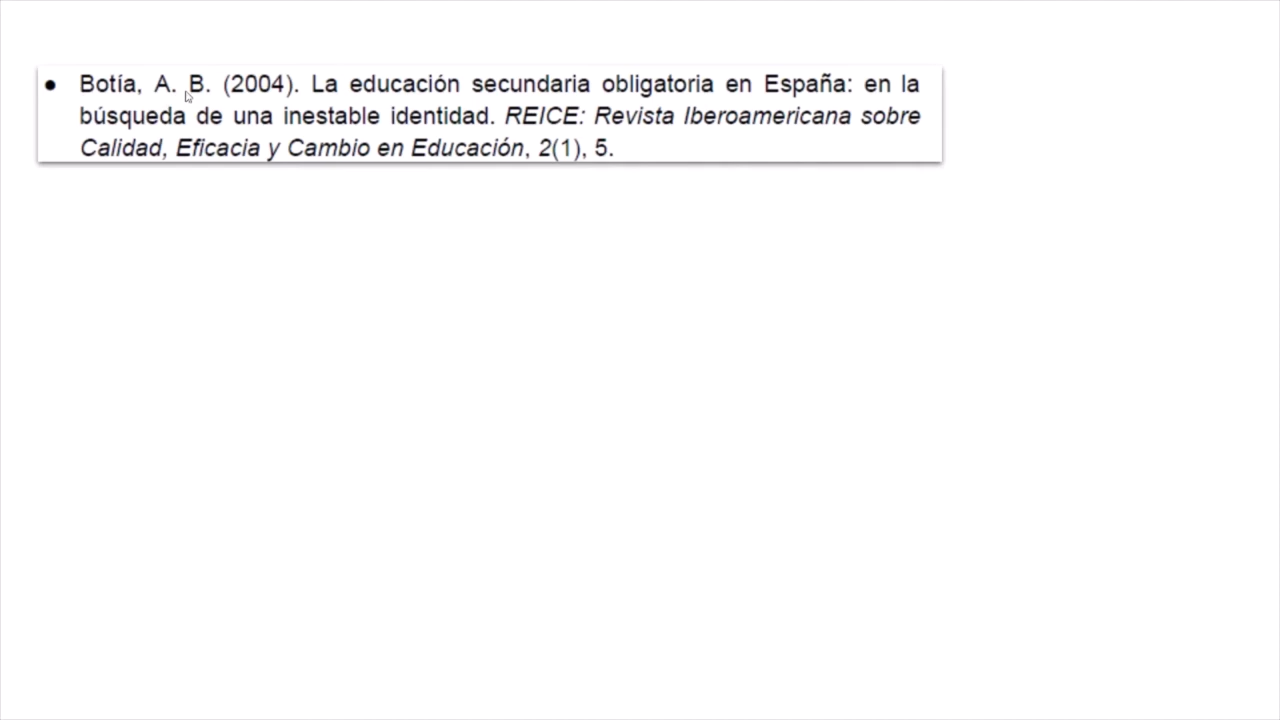 ● Botía, A. B. (2004). La educación secundaria obligatoria en España: en la
búsqueda de una inestable identidad. REICE: Revista Iberoamericana sobre
Calidad, Eficacia y Cambio en Educación, 2(1), 5.